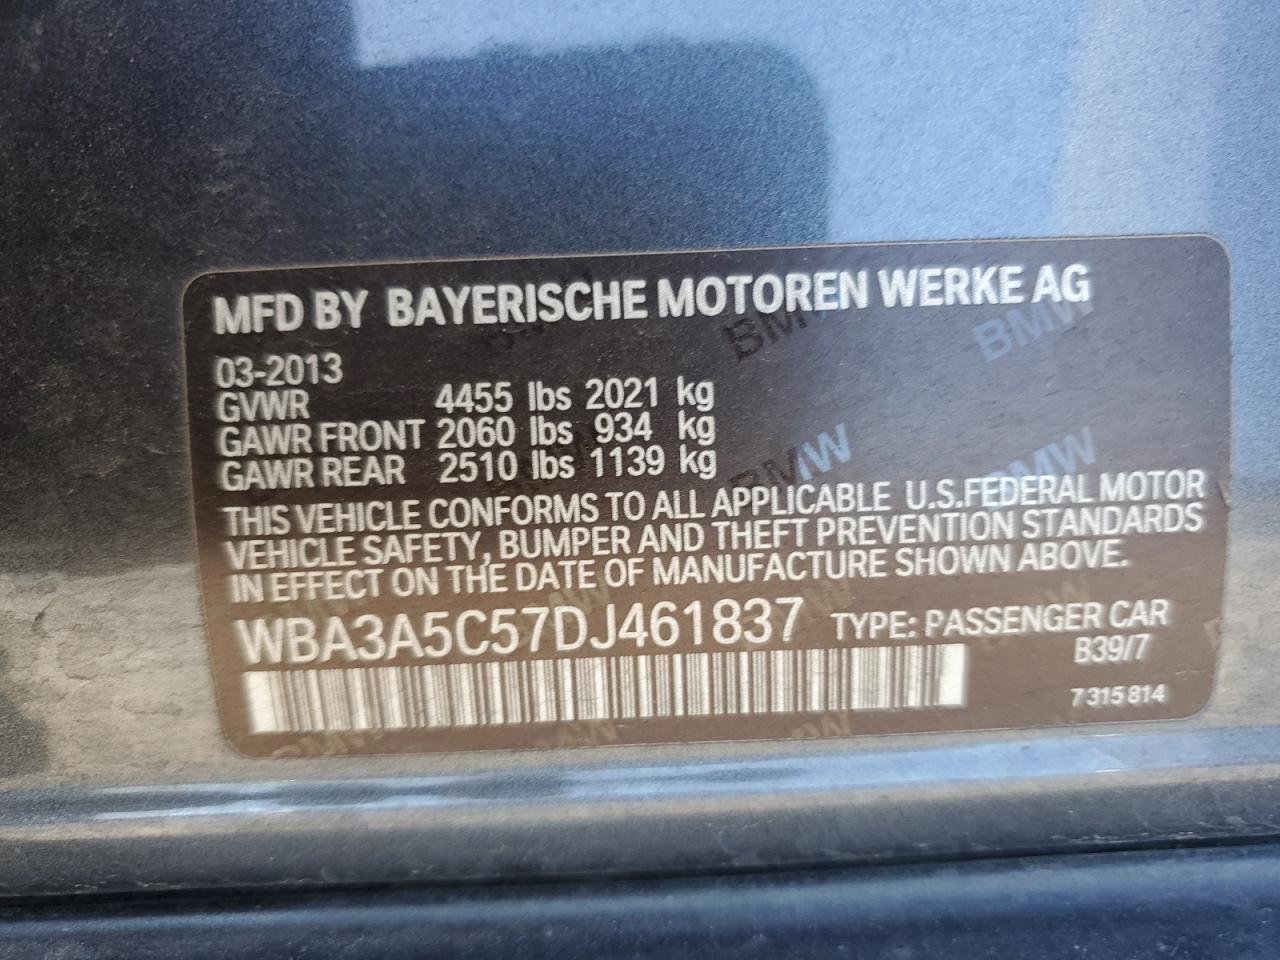 MFD BY BAYERISCHE MOTOREN WERKE AG
03-2013
GVWR 4455 lbs 2021 kg
GAWR FRONT 2060 lbs 934 kg
GAWR REAR 2510 lbs 1139 kg
THIS VEHICLE CONFORMS TO ALL APPLICABLE U.S.FEDERAL MOTOR
VEHICLE SAFETY, BUMPER AND THEFT PREVENTION STANDARDS
IN EFFECT ON THE DATE OF MANUFACTURE SHOWN ABOVE.
WBA3A5C57DJ461837 TYPE: PASSENGER CAR
B39/7
7 315 814